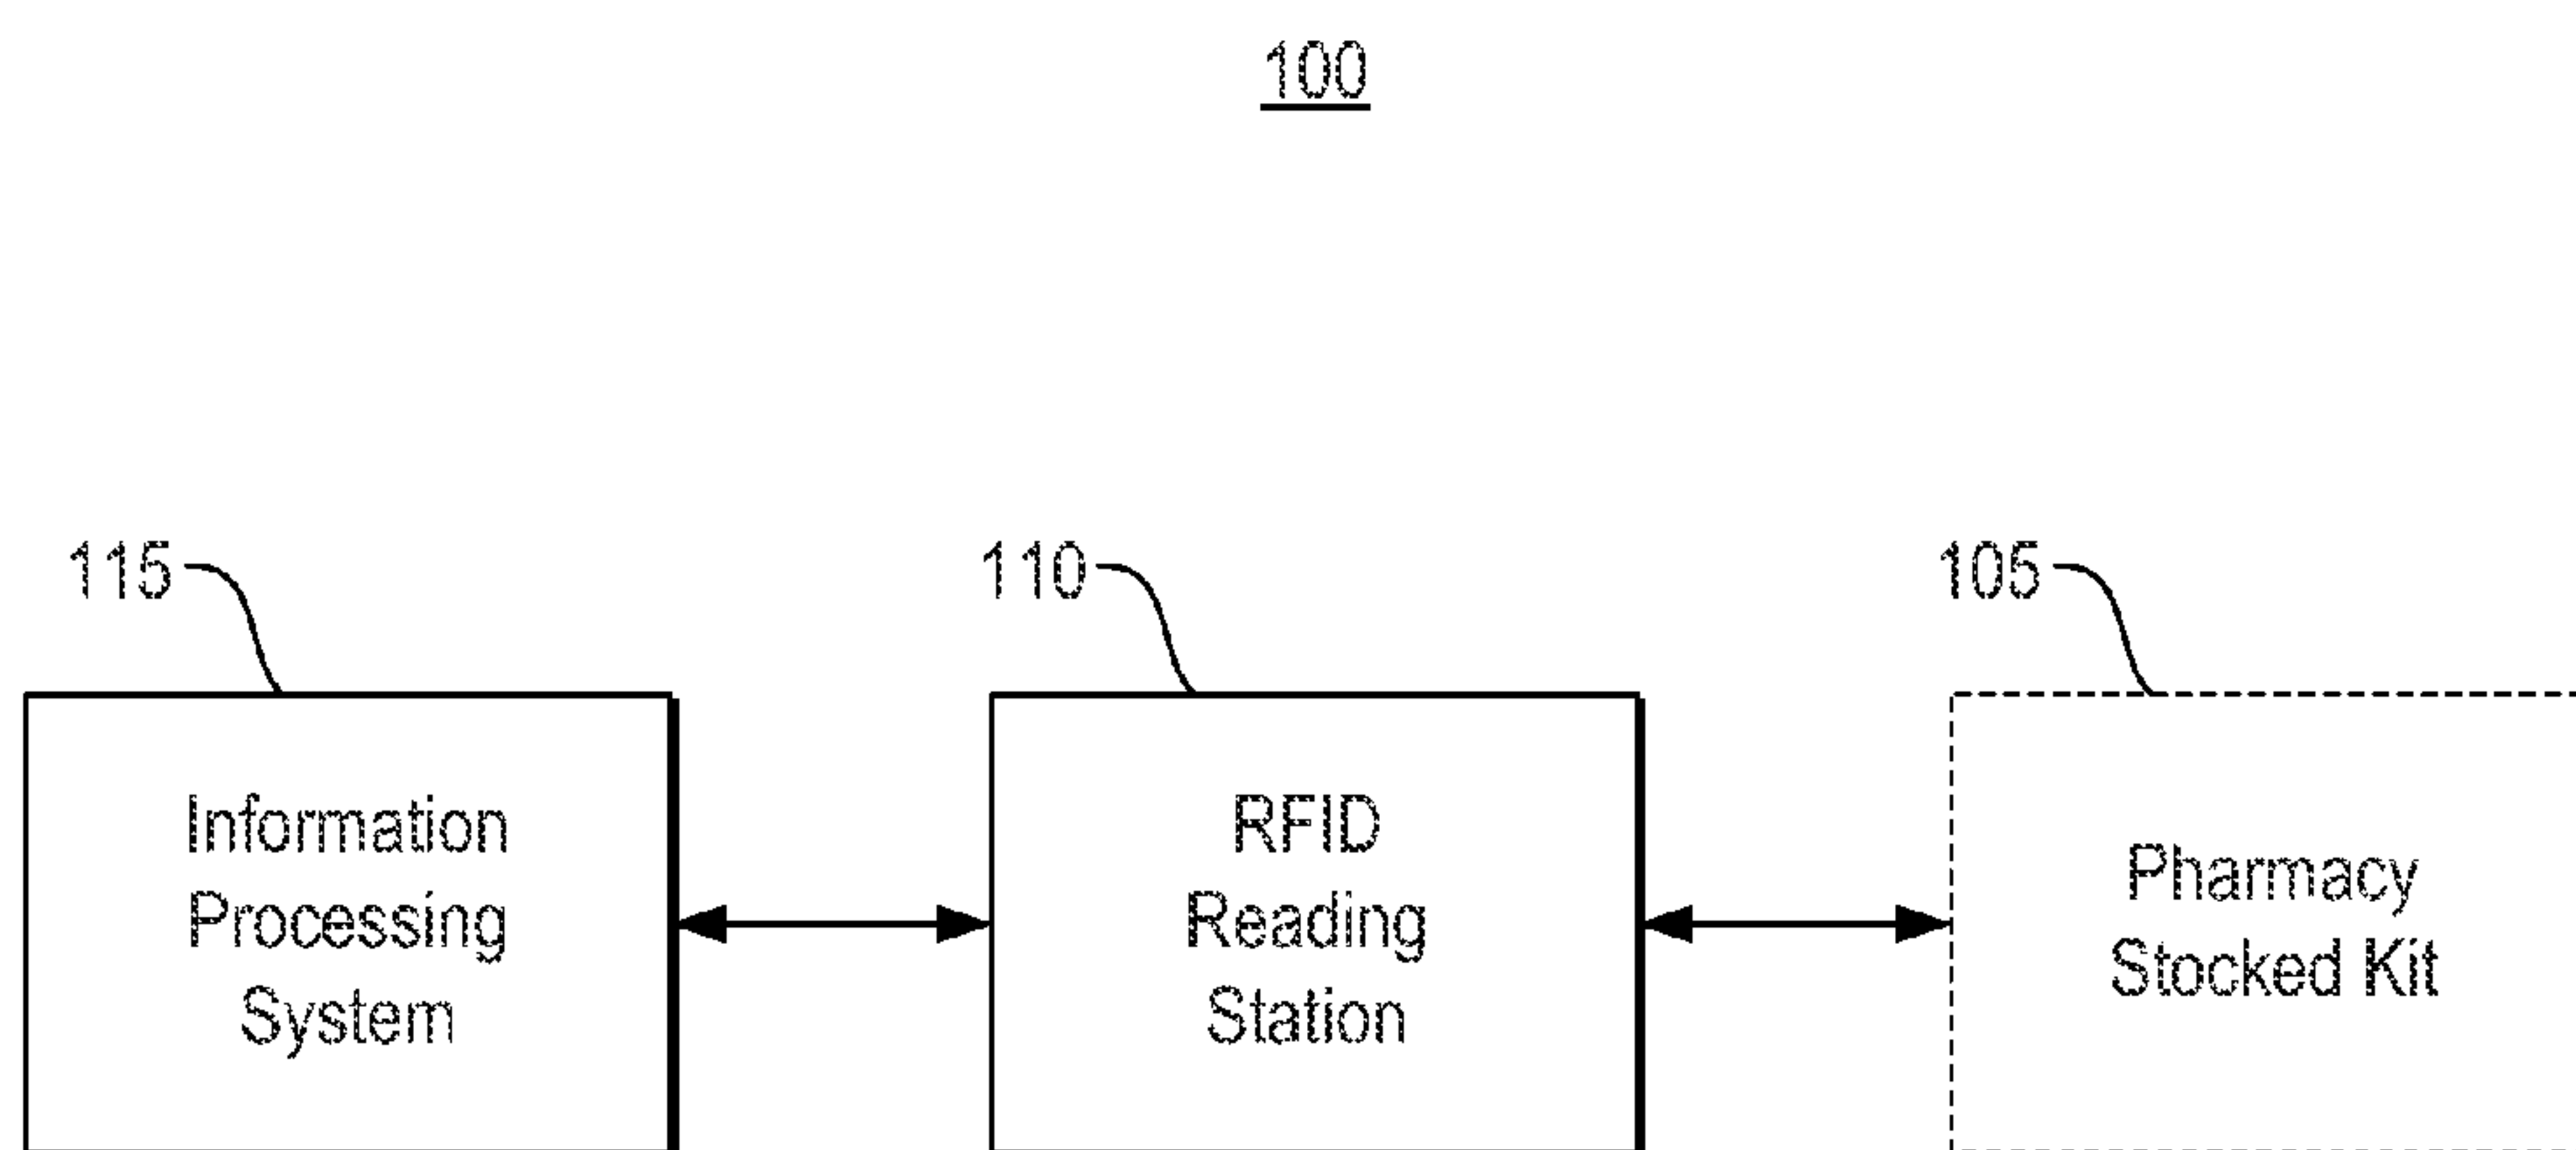 100
115
110
105
Information
Processing
System
RFID
Reading
Station
Pharmacy
Stocked Kit